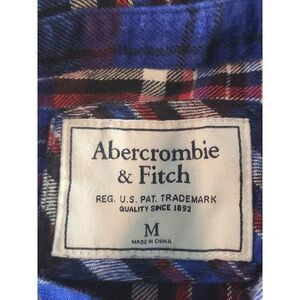 Abercrombie
& Fitch
REG. U.S. PAT. TRADEMARK
QUALITY SINCE 1892
M
MADE IN CHINA